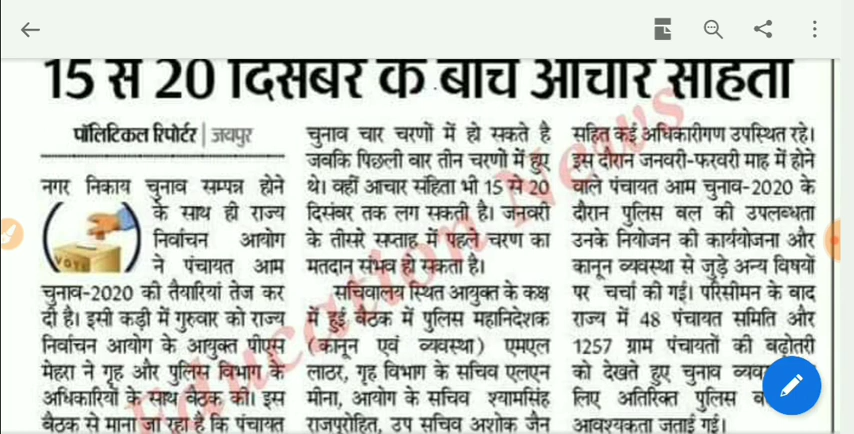 15 से 20 दिसंबर के बीच आचार संहिता
पॉलिटिकल रिपोर्टर | जयपुर
नगर निकाय चुनाव सम्पन्न होने
के साथ ही राज्य
निर्वाचन आयोग
ने पंचायत आम
VOTE
चुनाव-2020 की तैयारियां तेज कर
दी है। इसी कड़ी में गुरुवार को राज्य
निर्वाचन आयोग के आयुक्त पीएस
मेहरा ने गृह और पुलिस विभाग के
अधिकारियों के साथ बैठक की। इस
बैठक से माना जा रहा है कि पंचायत
चुनाव चार चरणों में हो सकते है
जबकि पिछली बार तीन चरणों में हुए
थे। वहीं आचार संहिता भी 15 से 20
दिसंबर तक लग सकती है। जनवरी
के तीसरे सप्ताह में पहले चरण का
मतदान संभव हो सकता है।
सचिवालय स्थित आयुक्त के कक्ष
में हुई बैठक में पुलिस महानिदेशक
(कानून एवं व्यवस्था) एमएल
लाठर, गृह विभाग के सचिव एलएन
मीना, आयोग के सचिव श्यामसिंह
राजपुरोहित, उप सचिव अशोक जैन
सहित कई अधिकारीगण उपस्थित रहे।
इस दौरान जनवरी-फरवरी माह में होने
वाले पंचायत आम चुनाव-2020 के
दौरान पुलिस बल की उपलब्धता
उनके नियोजन की कार्ययोजना और
कानून व्यवस्था से जुड़े अन्य विषयों
पर चर्चा की गई। परिसीमन के बाद
राज्य में 48 पंचायत समिति और
1257 ग्राम पंचायतों की बढ़ोतरी
को देखते हुए चुनाव
लिए अतिरिक्त पुलिस
आवश्यकता जताई गई।
Education News